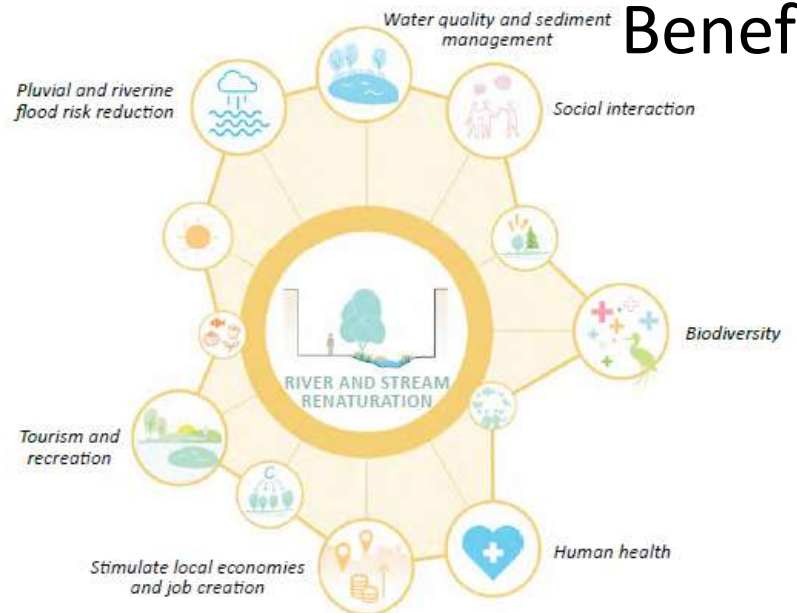 Benef
Water quality and sediment
management
Pluvial and riverine
flood risk reduction
Social interaction
RIVER AND STREAM
RENATURATION
Biodiversity
Tourism and
recreation
C
Stimulate local economies
and job creation
Human health